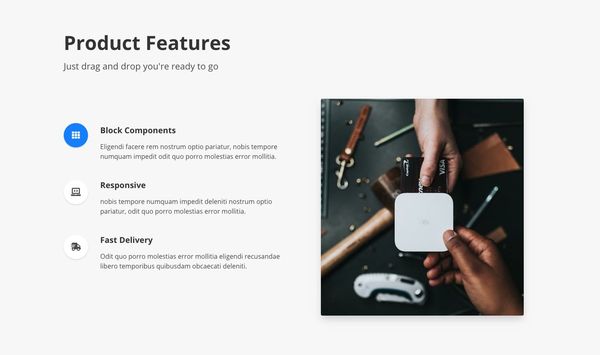 Product Features
Just drag and drop you're ready to go
Block Components
Eligendi facere rem nostrum optio pariatur, nobis tempore
numquam impedit odit quo porro molestias error mollitia.
Responsive
nobis tempore numquam impedit deleniti nostrum optio
pariatur, odit quo porro molestias error mollitia.
Fast Delivery
Odit quo porro molestias error mollitia eligendi recusandae
libero temporibus quibusdam obcaecati deleniti.
VISA